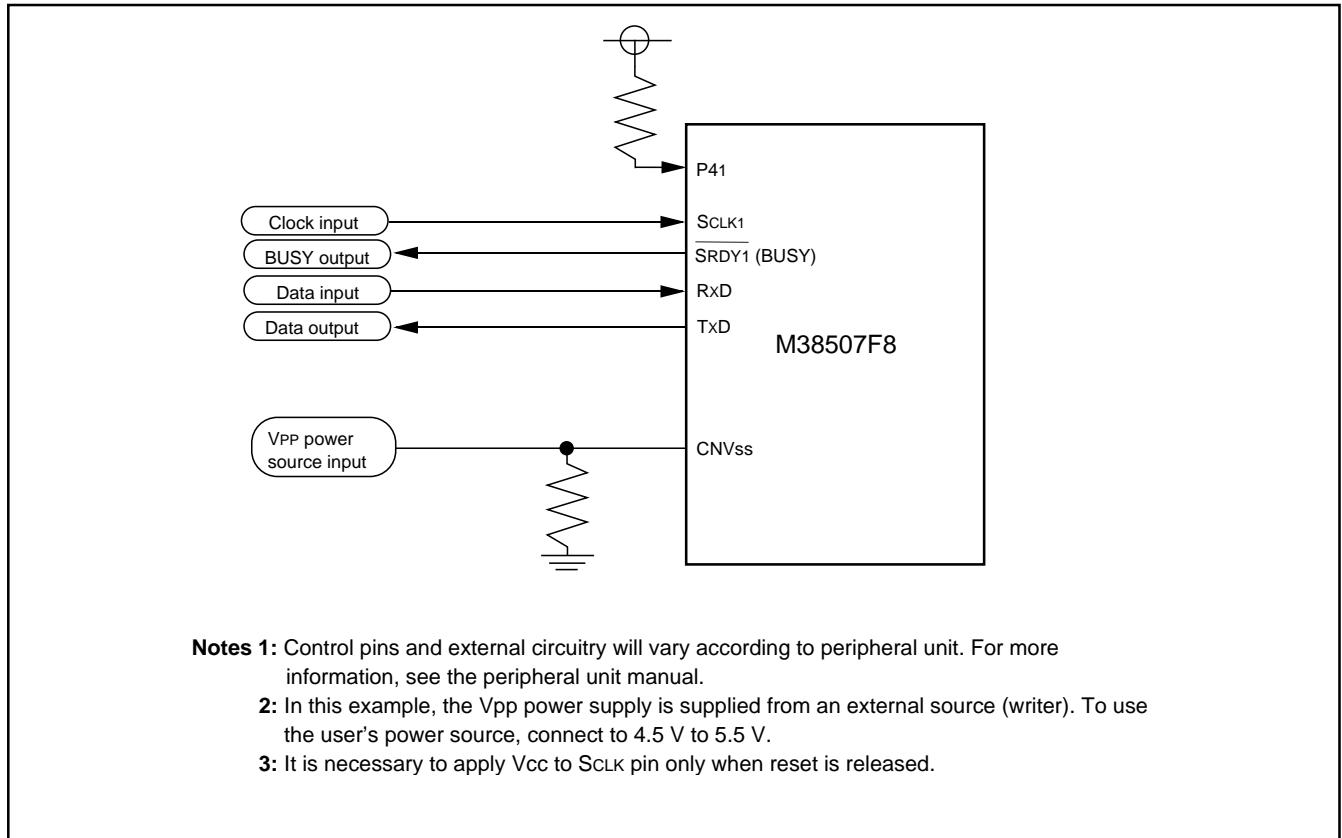 P41
Clock input
SCLK1
BUSY output
SRDY1 (BUSY)
Data input
RxD
Data output
TxD
M38507F8
VPP power
source input
CNVss
Notes 1: Control pins and external circuitry will vary according to peripheral unit. For more
information, see the peripheral unit manual.
2: In this example, the Vpp power supply is supplied from an external source (writer). To use
the user's power source, connect to 4.5 V to 5.5 V.
3: It is necessary to apply Vcc to SCLK pin only when reset is released.